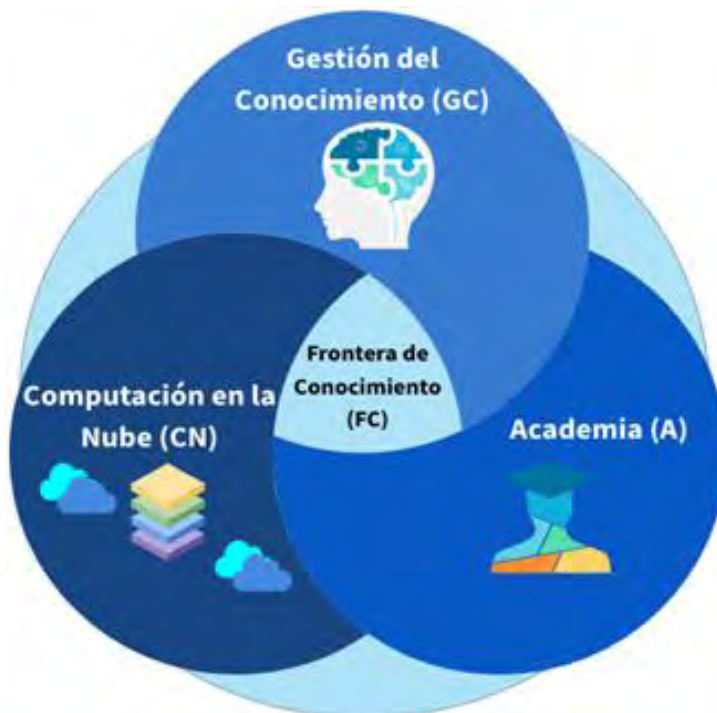 Gestión del
Conocimiento (GC)
Frontera de
Conocimiento
(FC)
Computación en la
Nube (CN)
Academia (A)